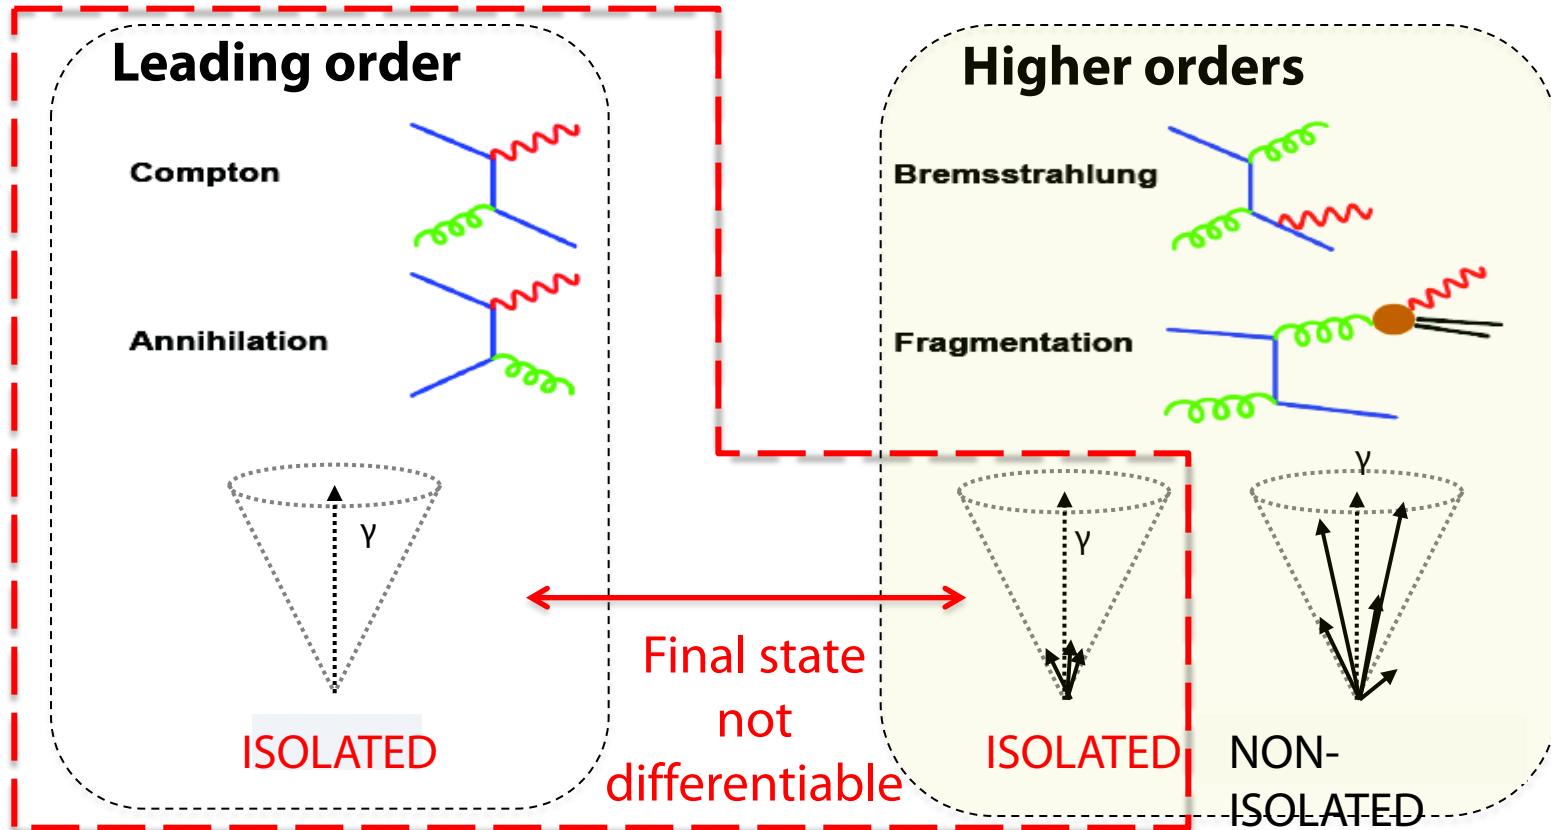 Leading order
Compton
Annihilation
γ
ISOLATED
Final state
not
differentiable
Higher orders
Bremsstrahlung
Fragmentation
γ
γ
ISOLATED
NON-
ISOLATED